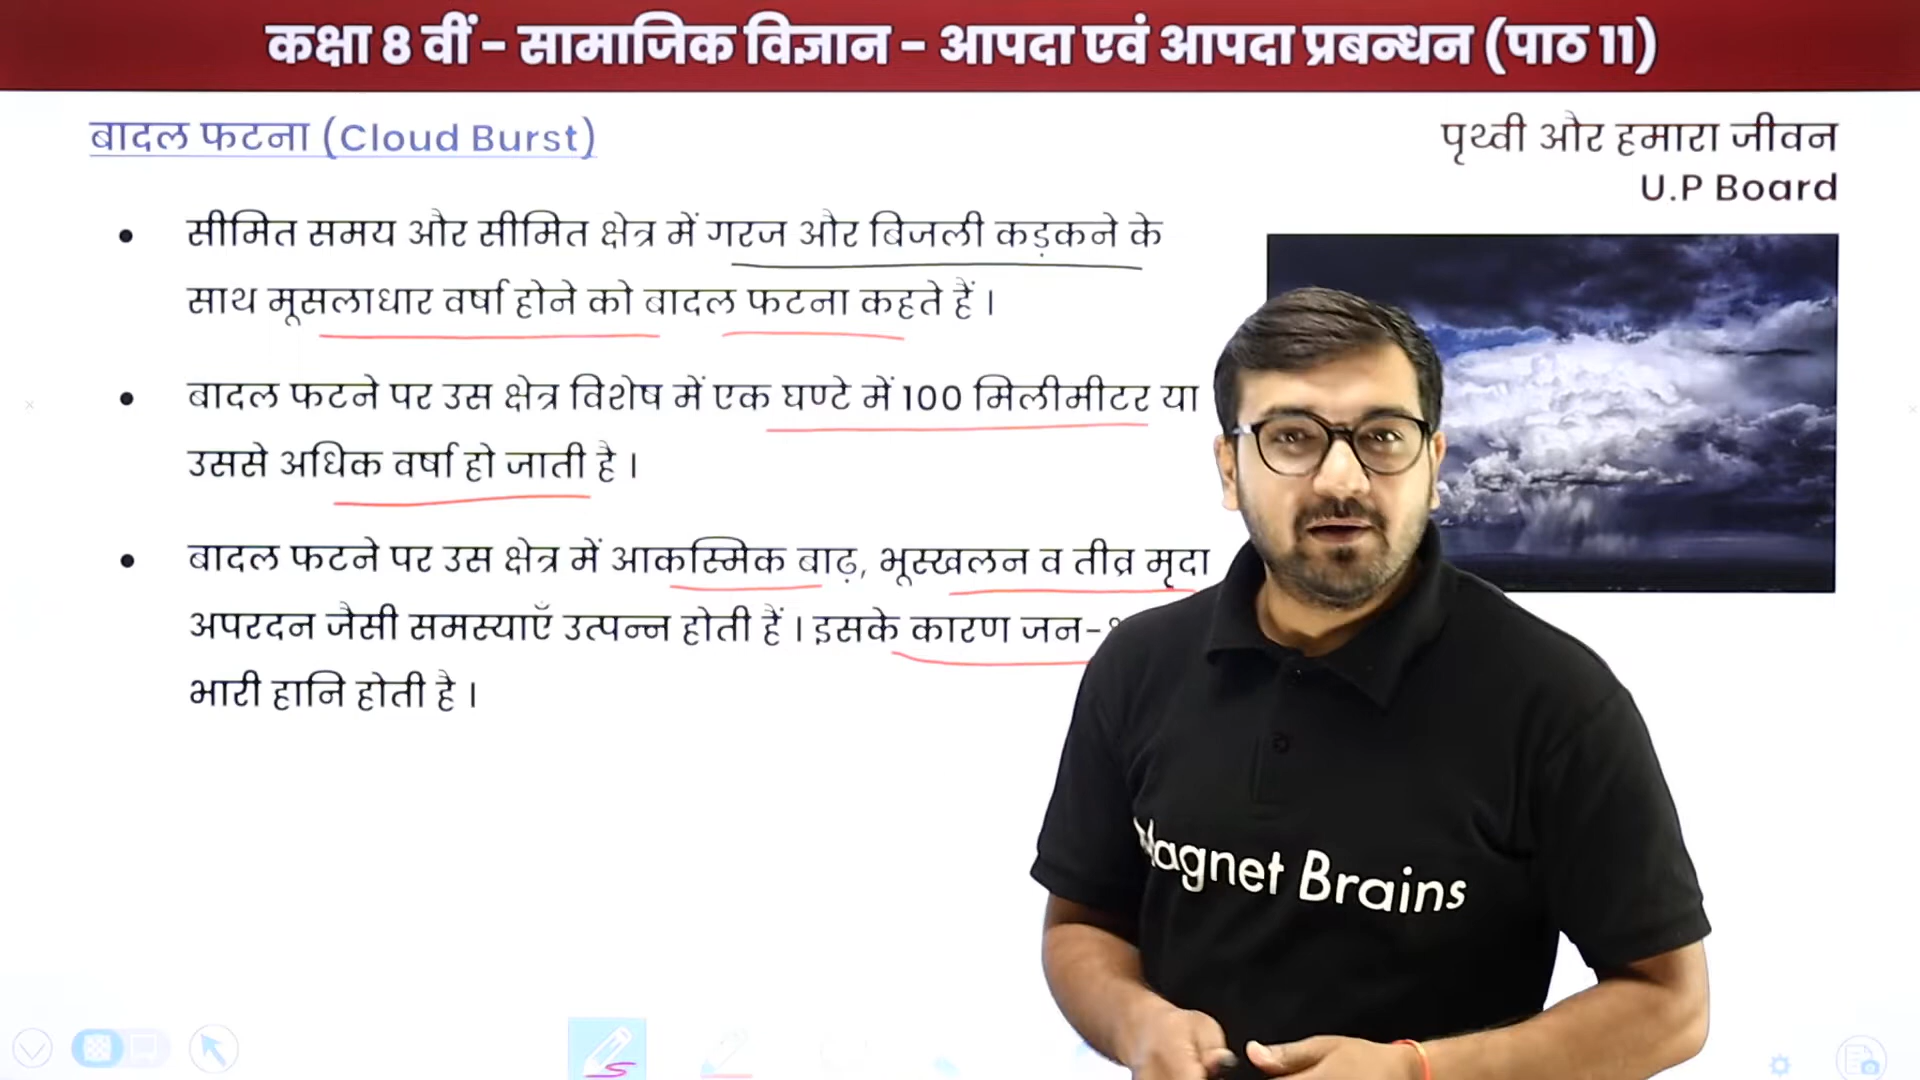 कक्षा 8 वीं - सामाजिक विज्ञान - आपदा एवं आपदा प्रबन्धन (पाठ 11)
बादल फटना (Cloud Burst)
पृथ्वी और हमारा जीवन
U.P Board
• सीमित समय और सीमित क्षेत्र में गरज और बिजली कड़कने के
साथ मूसलाधार वर्षा होने को बादल फटना कहते हैं ।
• बादल फटने पर उस क्षेत्र विशेष में एक घण्टे में 100 मिलीमीटर या
उससे अधिक वर्षा हो जाती है ।
• बादल फटने पर उस क्षेत्र में आकस्मिक बाढ़, भूस्खलन व तीव्र मृदा
अपरदन जैसी समस्याएँ उत्पन्न होती हैं । इसके कारण जन-
भारी हानि होती है ।
Magnet Brains